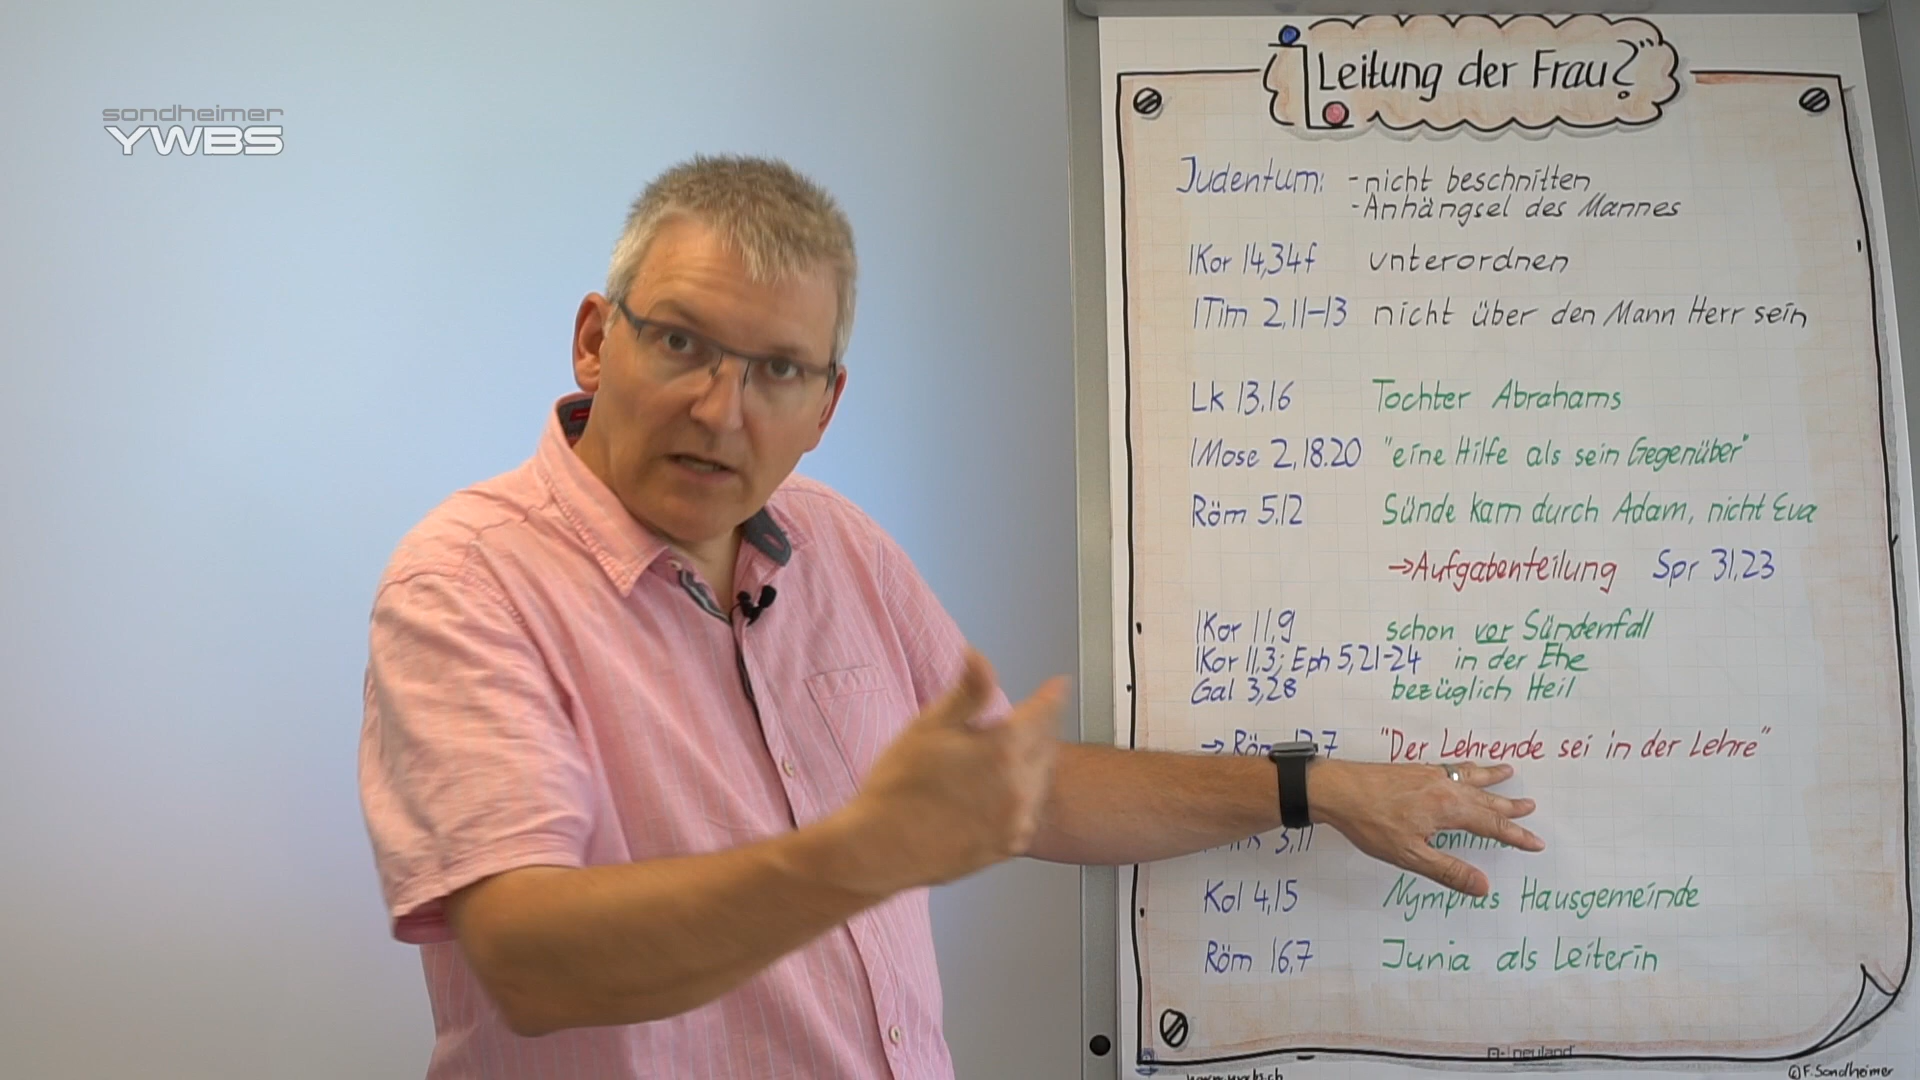 sondheimer
YWBS
Leitung der Frau?
Judentum: - nicht beschnitten
- Anhängsel des Mannes
1Kor 14,34f unterordnen
1Tim 2,11-13 nicht über den Mann Herr sein
Lk 13,16 Tochter Abrahams
1Mose 2,18.20 "eine Hilfe als sein Gegenüber"
Röm 5,12 Sünde kam durch Adam, nicht Eva
→ Aufgabenteilung Spr 31,23
1Kor 11,9 schon vor Sündenfall
1Kor 11,3; Eph 5,21-24 in der Ehe
Gal 3,28 bezüglich Heil
→ Röm "Der Lehrende sei in der Lehre"
3,11
Kol 4,15 Nymphas Hausgemeinde
Röm 16,7 Junia als Leiterin
neuland
© F. Sondheimer